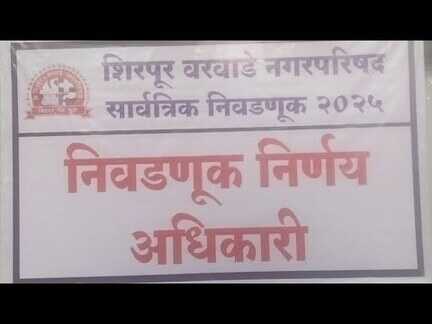 शिरपूर वरवाडे नगरपरिषद
सार्वत्रिक निवडणूक २०२५
निवडणूक निर्णय
अधिकारी